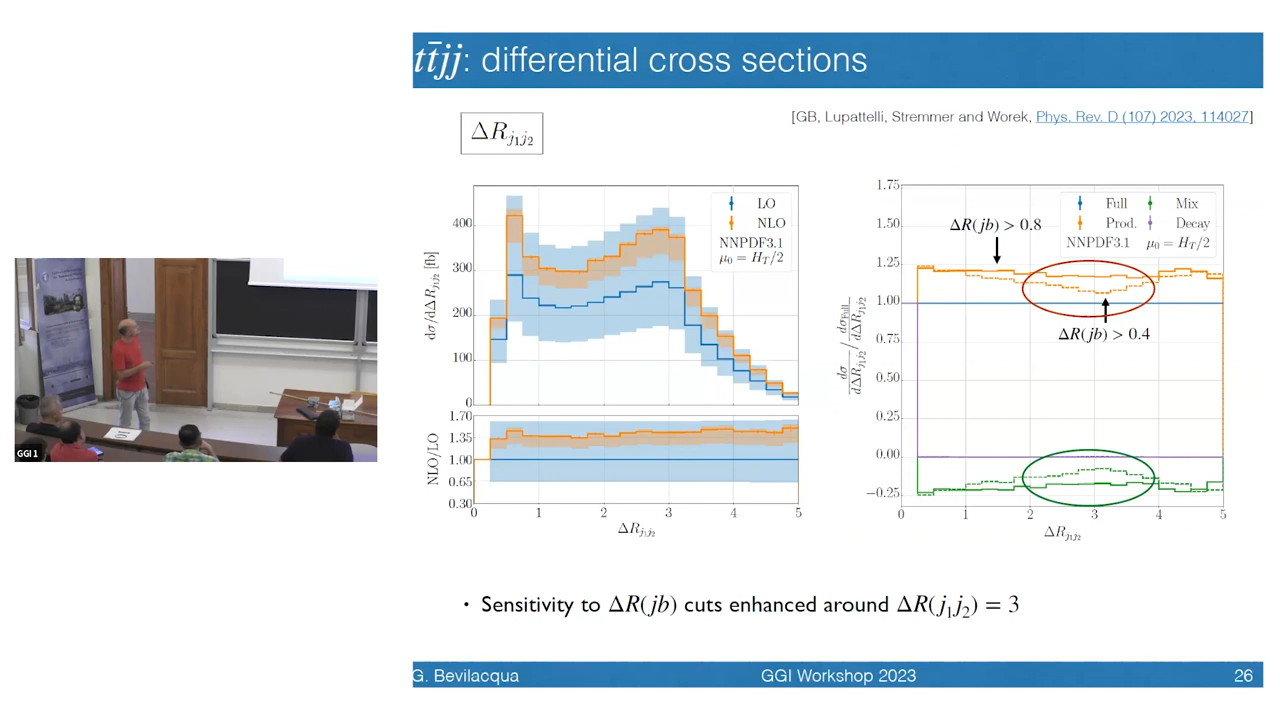 tt̄jj: differential cross sections
[GB, Lupattelli, Stremmer and Worek, Phys. Rev. D (107) 2023, 114027]
ΔR_{j₁j₂}
dσ/dΔR_{j₁j₂} [fb]
400
300
200
100
0
LO
NLO
NNPDF3.1
μ₀ = H_T/2
NLO/LO
1.70
1.35
1.00
0.65
0.30
0 1 2 3 4 5
ΔR_{j₁j₂}
dσ/dΔR_{j₁j₂} / dσ_Full/dΔR_{j₁j₂}
1.75
1.50
1.25
1.00
0.75
0.50
0.25
0.00
−0.25
Full Mix
Prod. Decay
NNPDF3.1 μ₀ = H_T/2
ΔR(jb) > 0.8
ΔR(jb) > 0.4
0 1 2 3 4 5
ΔR_{j₁j₂}
• Sensitivity to ΔR(jb) cuts enhanced around ΔR(j₁j₂) = 3
G. Bevilacqua GGI Workshop 2023 26
GGI 1